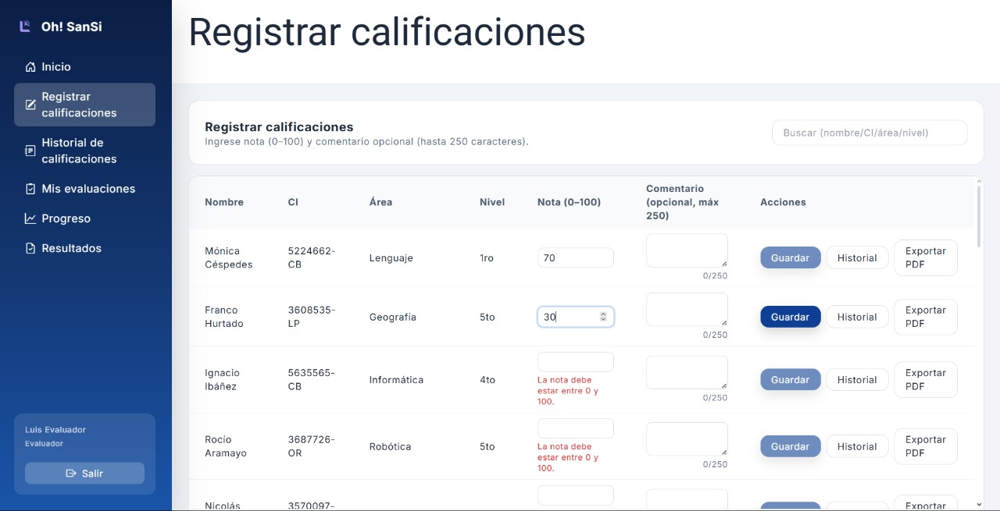 Oh! SanSi
Inicio
Registrar
calificaciones
Historial de
calificaciones
Mis evaluaciones
Progreso
Resultados
Luis Evaluador
Evaluador
Salir
Registrar calificaciones
Registrar calificaciones
Ingrese nota (0–100) y comentario opcional (hasta 250 caracteres).
Buscar (nombre/CI/área/nivel)
Nombre CI Área Nivel Nota (0–100) Comentario
(opcional, máx
250) Acciones
Mónica
Céspedes
5224662-
CB
Lenguaje 1ro 70
0/250
Guardar Historial Exportar
PDF
Franco
Hurtado
3608535-
LP
Geografía 5to 30
0/250
Guardar Historial Exportar
PDF
Ignacio
Ibáñez
5635565-
CB
Informática 4to
La nota debe
estar entre 0 y
100.
0/250
Guardar Historial Exportar
PDF
Rocío
Aramayo
3687726-
OR
Robótica 5to
La nota debe
estar entre 0 y
100.
0/250
Guardar Historial Exportar
PDF
Nicolás 3570097-
Exportar